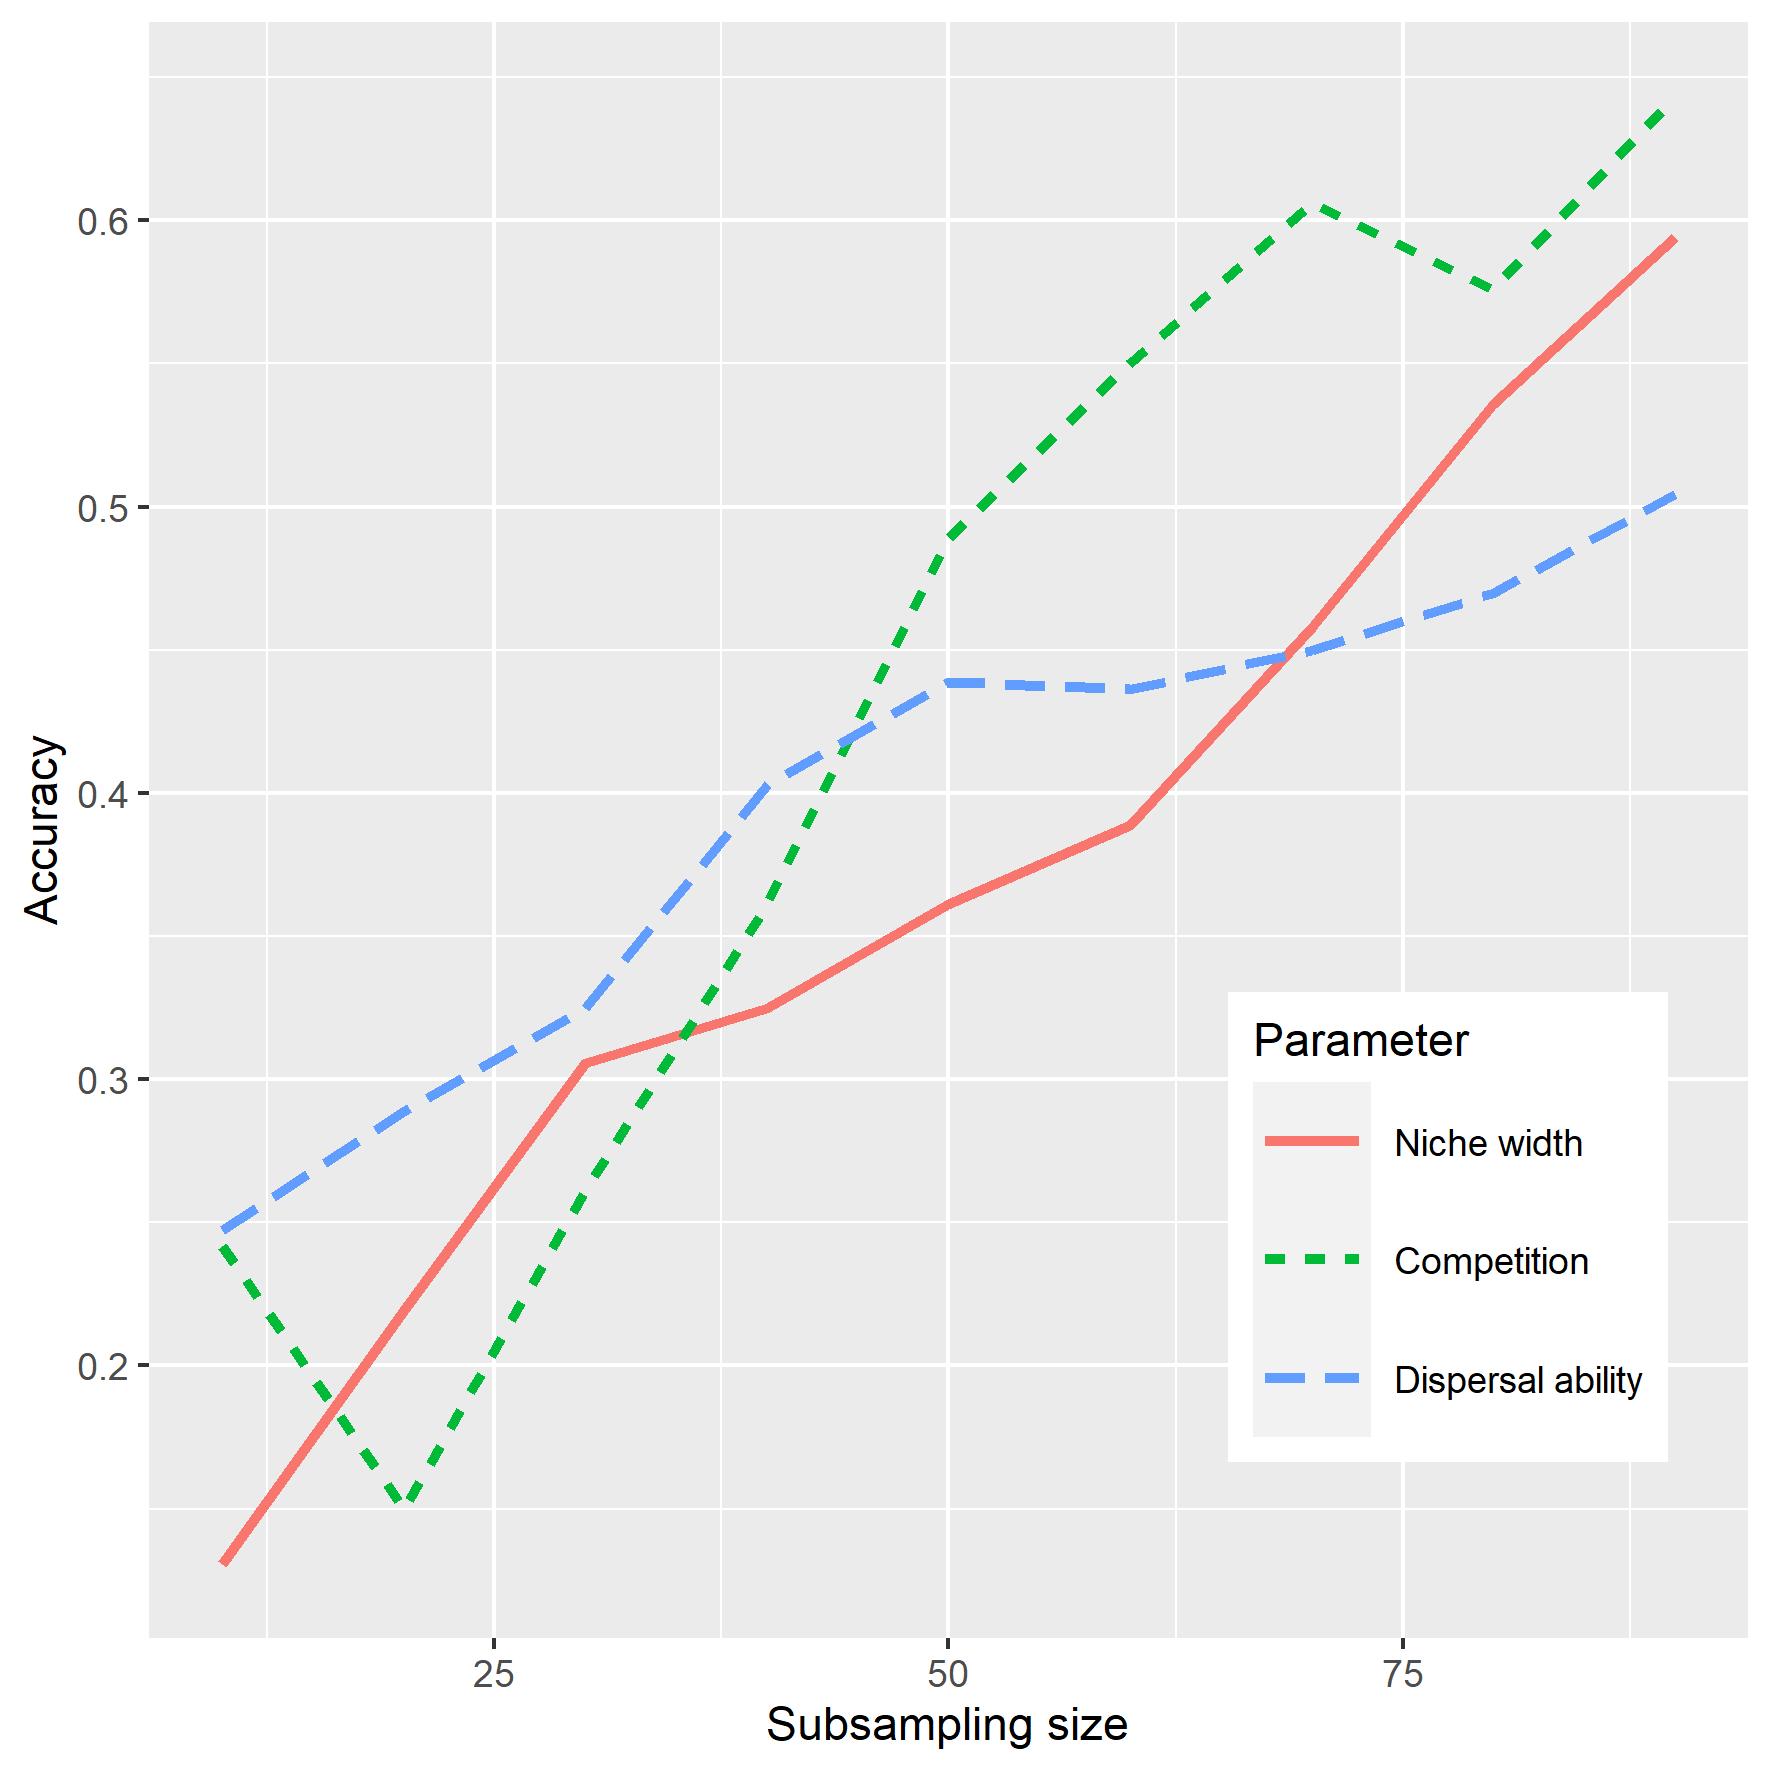 0.6
0.5
0.4
0.3
0.2
Accuracy
25
50
75
Subsampling size
Parameter
Niche width
Competition
Dispersal ability